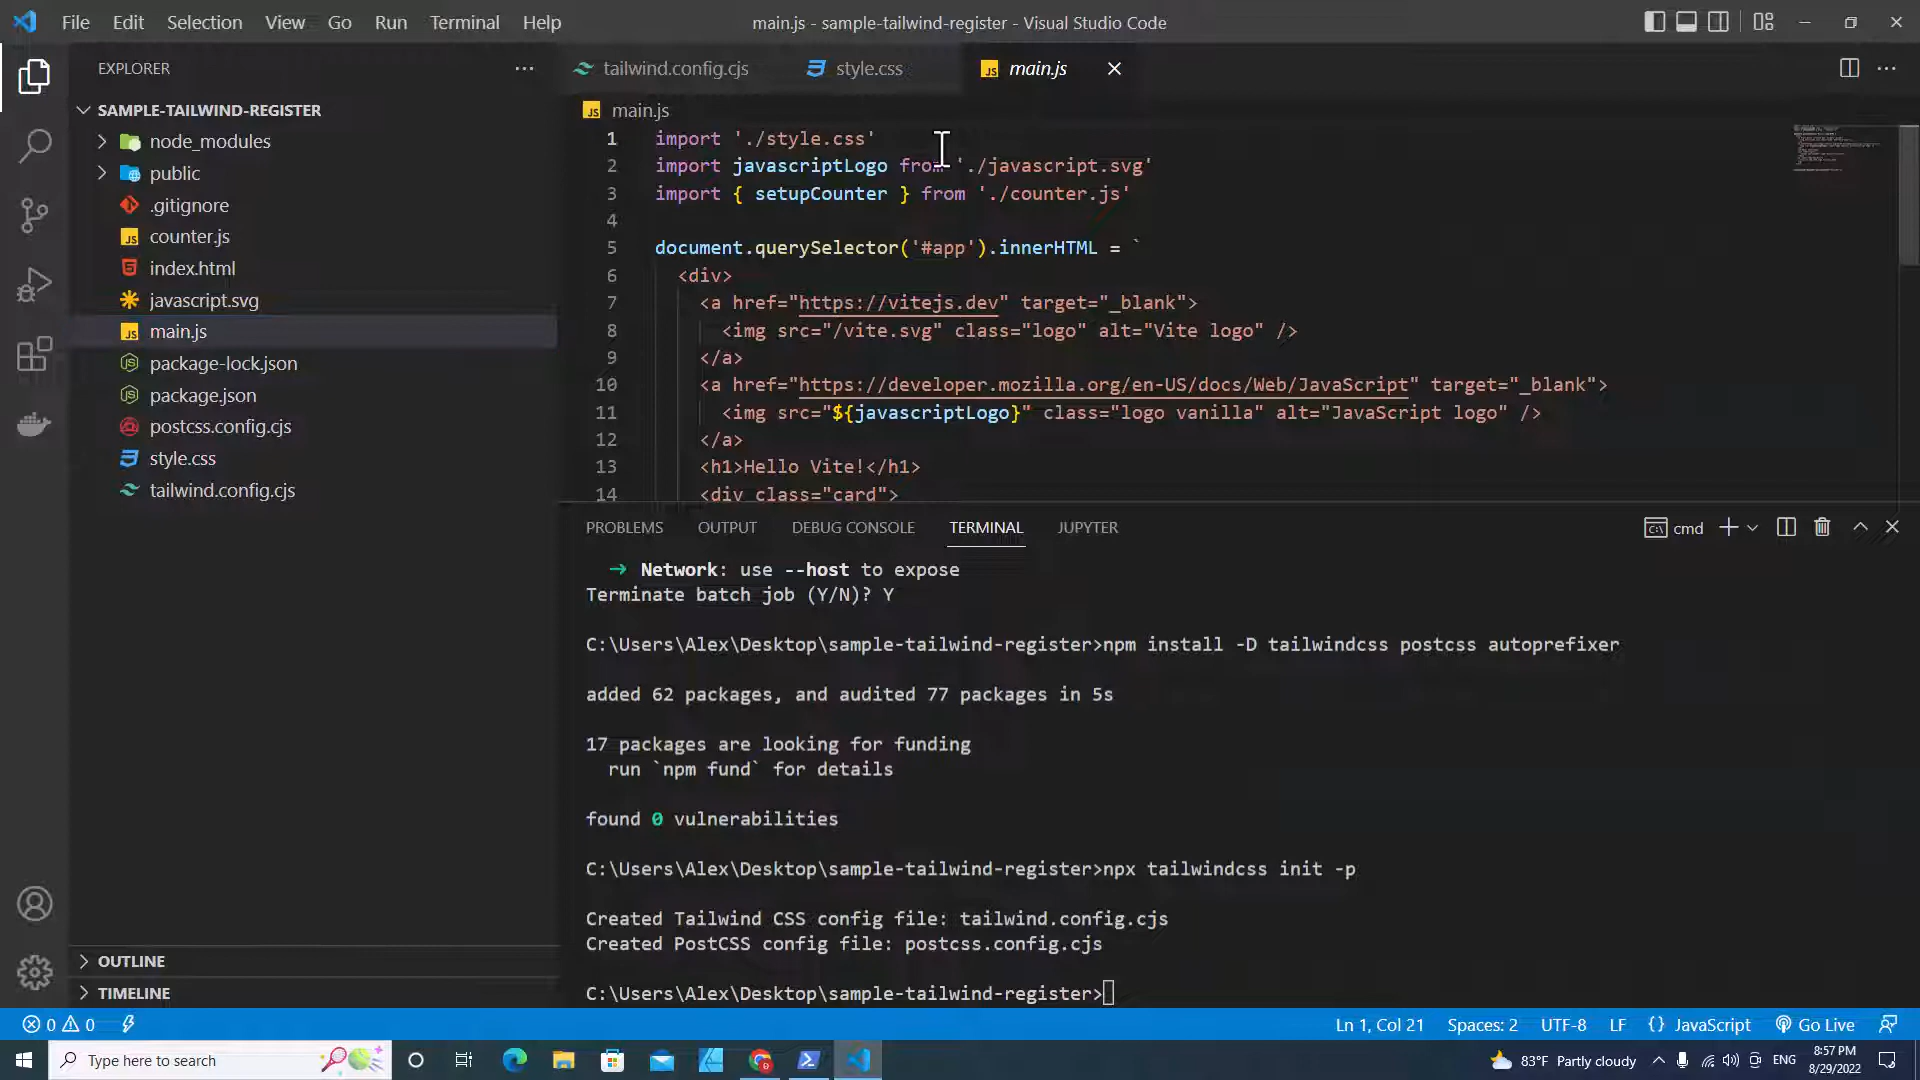 File Edit Selection View Go Run Terminal Help
main.js - sample-tailwind-register - Visual Studio Code
EXPLORER
SAMPLE-TAILWIND-REGISTER
node_modules
public
.gitignore
counter.js
index.html
javascript.svg
main.js
package-lock.json
package.json
postcss.config.cjs
style.css
tailwind.config.cjs
OUTLINE
TIMELINE
tailwind.config.cjs style.css main.js
main.js
1 import './style.css'
2 import javascriptLogo from './javascript.svg'
3 import { setupCounter } from './counter.js'
4
5 document.querySelector('#app').innerHTML = `
6 <div>
7 <a href="https://vitejs.dev" target="_blank">
8 <img src="/vite.svg" class="logo" alt="Vite logo" />
9 </a>
10 <a href="https://developer.mozilla.org/en-US/docs/Web/JavaScript" target="_blank">
11 <img src="${javascriptLogo}" class="logo vanilla" alt="JavaScript logo" />
12 </a>
13 <h1>Hello Vite!</h1>
14 <div class="card">
PROBLEMS OUTPUT DEBUG CONSOLE TERMINAL JUPYTER
cmd
→ Network: use --host to expose
Terminate batch job (Y/N)? Y
C:\Users\Alex\Desktop\sample-tailwind-register>npm install -D tailwindcss postcss autoprefixer
added 62 packages, and audited 77 packages in 5s
17 packages are looking for funding
run `npm fund` for details
found 0 vulnerabilities
C:\Users\Alex\Desktop\sample-tailwind-register>npx tailwindcss init -p
Created Tailwind CSS config file: tailwind.config.cjs
Created PostCSS config file: postcss.config.cjs
C:\Users\Alex\Desktop\sample-tailwind-register>
0 0
Ln 1, Col 21 Spaces: 2 UTF-8 LF {} JavaScript Go Live
Type here to search
83°F Partly cloudy
ENG
8:57 PM
8/29/2022